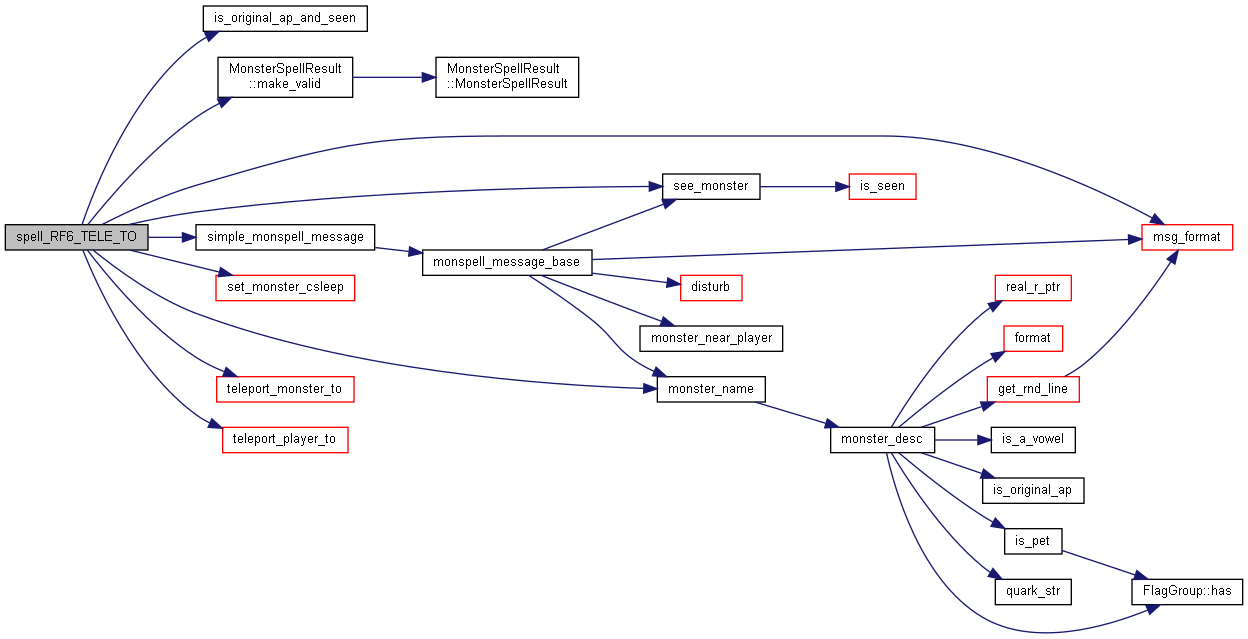 is_original_ap_and_seen
MonsterSpellResult
::make_valid
MonsterSpellResult
::MonsterSpellResult
see_monster
is_seen
spell_RF6_TELE_TO
simple_monspell_message
msg_format
monspell_message_base
set_monster_csleep
disturb
real_r_ptr
monster_near_player
format
teleport_monster_to
monster_name
get_rnd_line
teleport_player_to
monster_desc
is_a_vowel
is_original_ap
is_pet
quark_str
FlagGroup::has